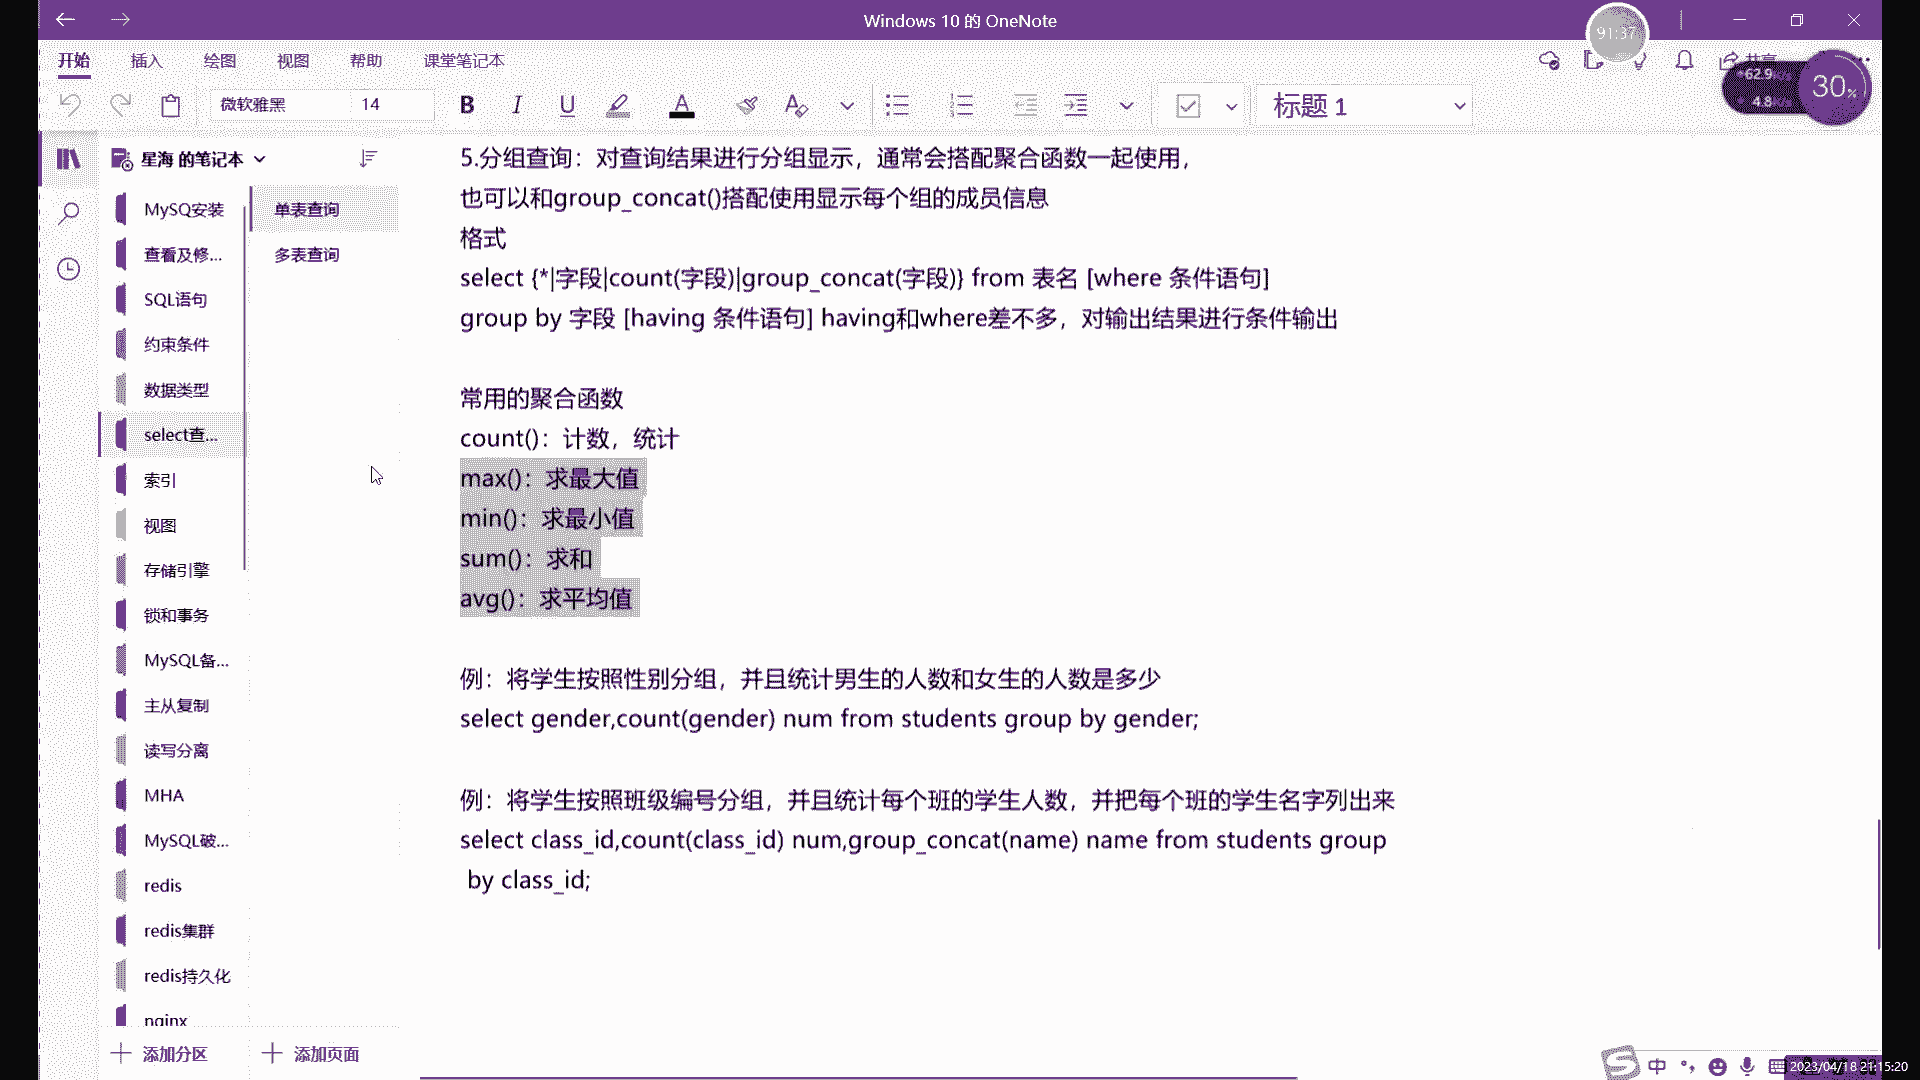 Windows 10 的 OneNote
91:37
开始 插入 绘图 视图 帮助 课堂笔记本
共享
62.9
4.8
30%
微软雅黑 14 B I U A A 标题 1
星海 的笔记本
MySQ安装
查看及修...
SQL语句
约束条件
数据类型
select查...
索引
视图
存储引擎
锁和事务
MySQL备...
主从复制
读写分离
MHA
MySQL破...
redis
redis集群
redis持久化
nginx
添加分区
单表查询
多表查询
添加页面
5.分组查询：对查询结果进行分组显示，通常会搭配聚合函数一起使用，
也可以和group_concat()搭配使用显示每个组的成员信息
格式
select {*|字段|count(字段)|group_concat(字段)} from 表名 [where 条件语句]
group by 字段 [having 条件语句] having和where差不多，对输出结果进行条件输出
常用的聚合函数
count()：计数，统计
max()：求最大值
min()：求最小值
sum()：求和
avg()：求平均值
例：将学生按照性别分组，并且统计男生的人数和女生的人数是多少
select gender,count(gender) num from students group by gender;
例：将学生按照班级编号分组，并且统计每个班的学生人数，并把每个班的学生名字列出来
select class_id,count(class_id) num,group_concat(name) name from students group
by class_id;
中
2023/04/18 21:15:20